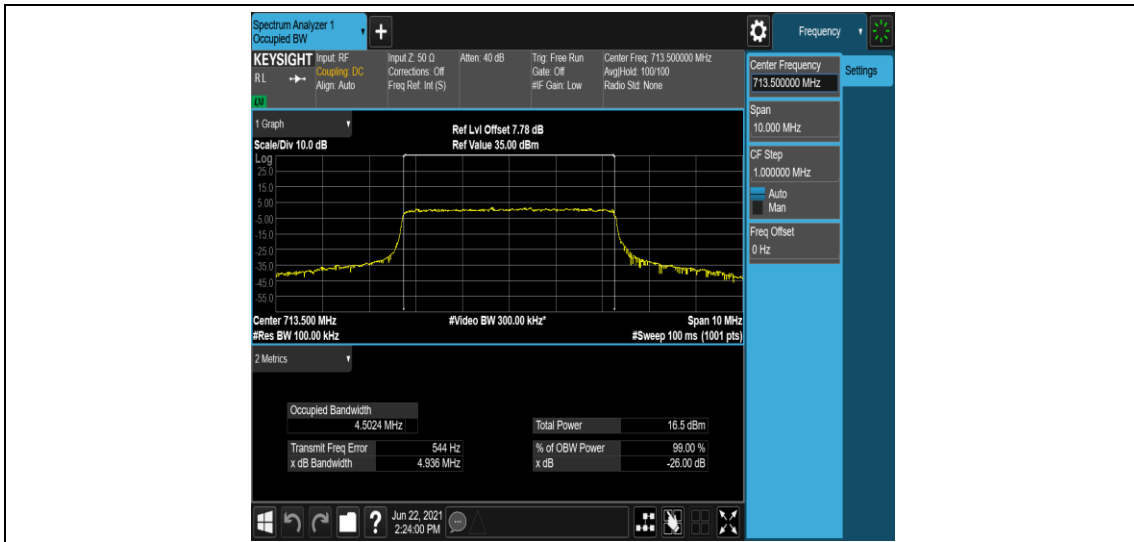 Spectrum Analyzer 1
Occupied BW
+
Frequency
KEYSIGHT
RL
Input: RF
Coupling: DC
Align: Auto
Input Z: 50 Ω
Corrections: Off
Freq Ref: Int (S)
Atten: 40 dB
Trig: Free Run
Gate: Off
#IF Gain: Low
Center Freq: 713.500000 MHz
Avg|Hold: 100/100
Radio Std: None
LXI
1 Graph
Scale/Div 10.0 dB
Ref Lvl Offset 7.78 dB
Ref Value 35.00 dBm
Log
25.0
15.0
5.00
-5.00
-15.0
-25.0
-35.0
-45.0
-55.0
Center 713.500 MHz
#Video BW 300.00 kHz*
Span 10 MHz
#Res BW 100.00 kHz
#Sweep 100 ms (1001 pts)
2 Metrics
Occupied Bandwidth
4.5024 MHz
Total Power 16.5 dBm
Transmit Freq Error 544 Hz
% of OBW Power 99.00 %
x dB Bandwidth 4.936 MHz
x dB -26.00 dB
Center Frequency
713.500000 MHz
Settings
Span
10.000 MHz
CF Step
1.000000 MHz
Auto
Man
Freq Offset
0 Hz
?
Jun 22, 2021
2:24:00 PM